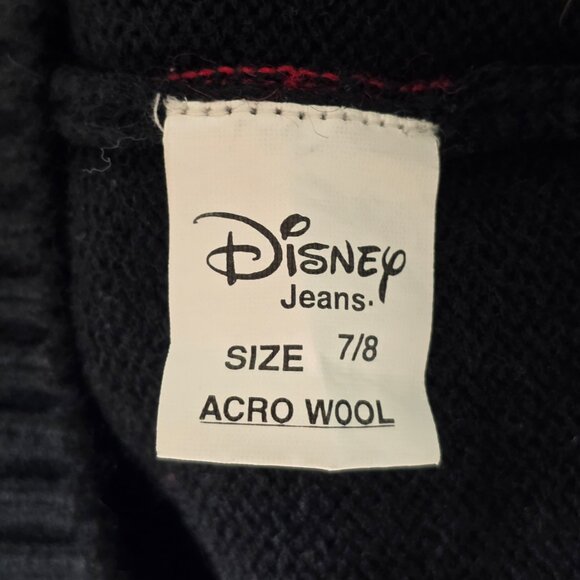 Disney
Jeans.
SIZE 7/8
ACRO WOOL